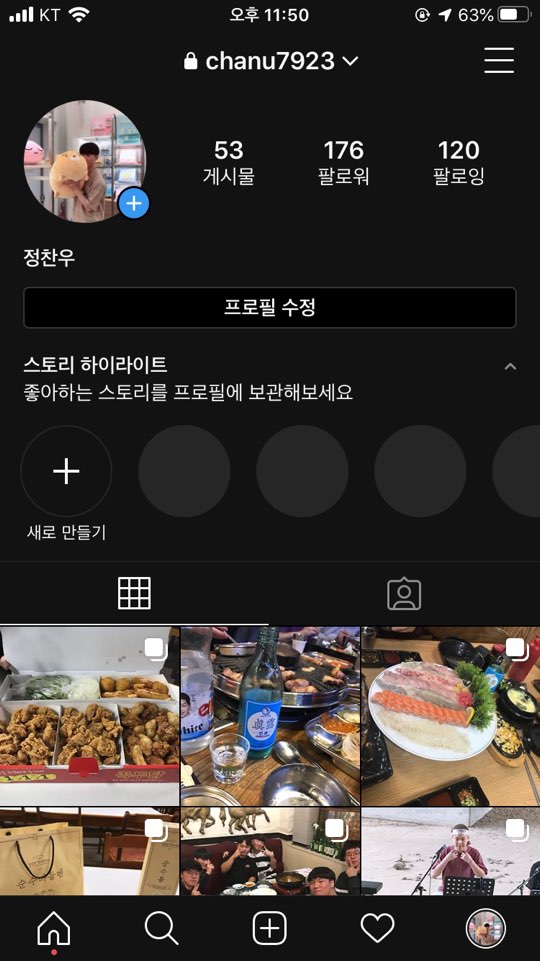 KT 오후 11:50 63%
chanu7923
53 176 120
게시물 팔로워 팔로잉
정찬우
프로필 수정
스토리 하이라이트
좋아하는 스토리를 프로필에 보관해보세요
새로 만들기